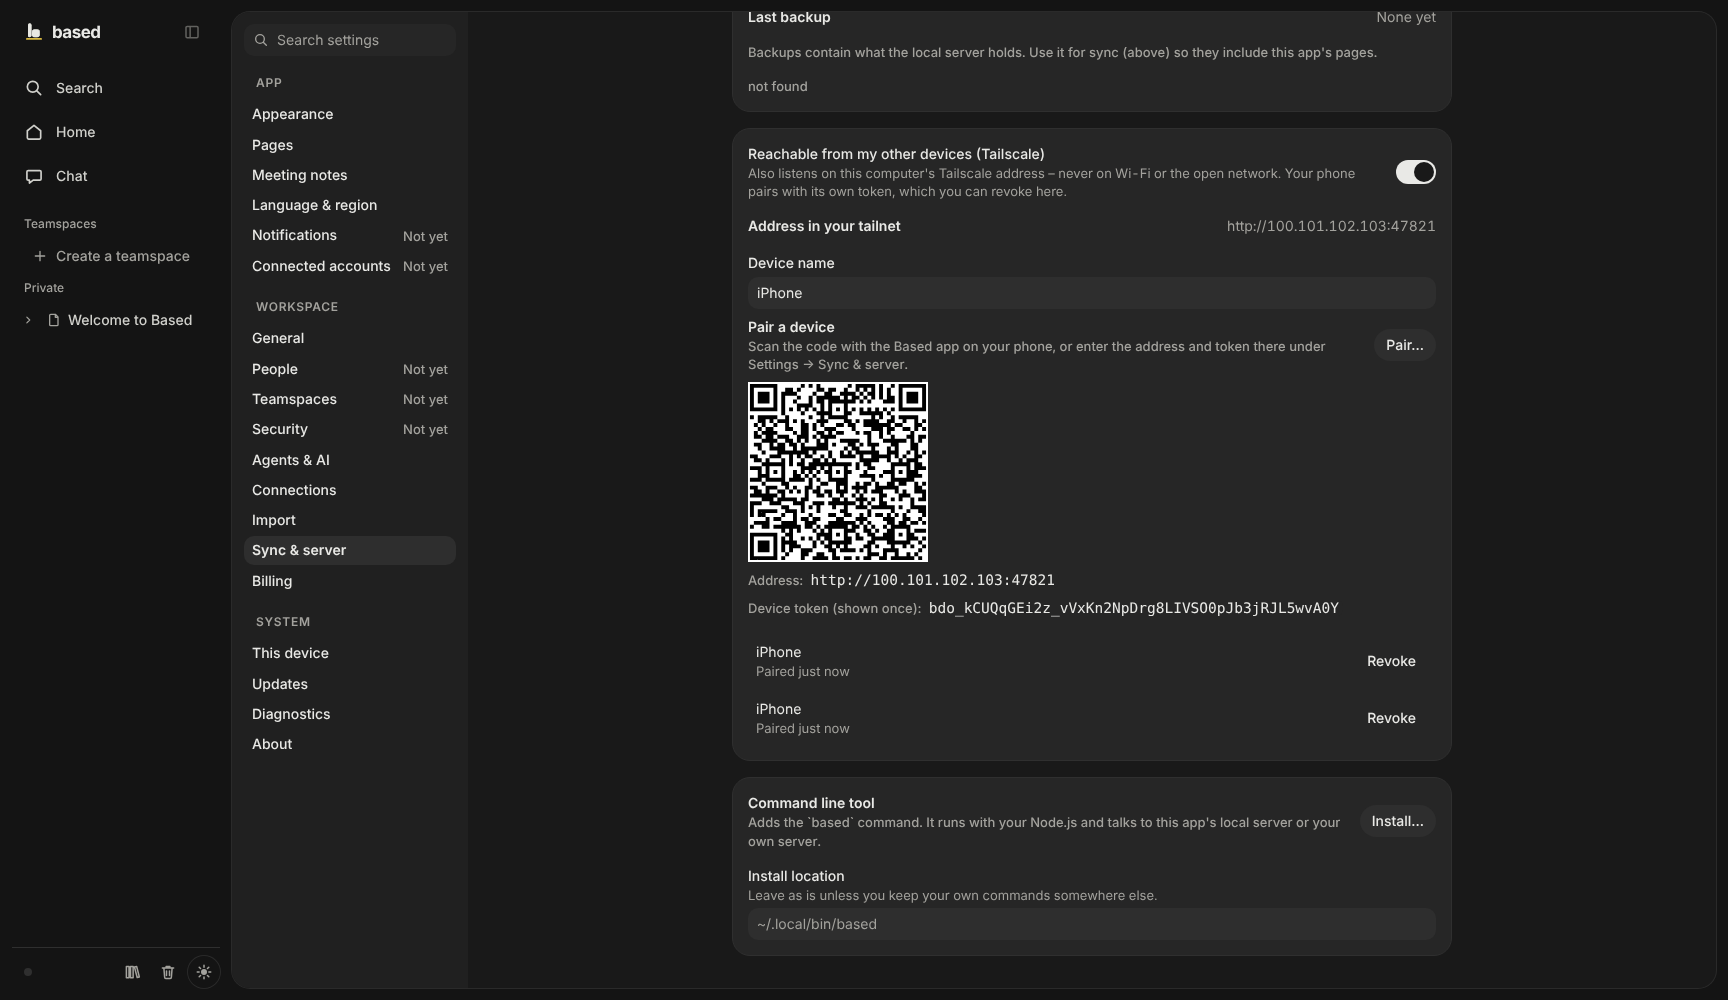 based
Search
Home
Chat
Teamspaces
Create a teamspace
Private
Welcome to Based
Search settings
APP
Appearance
Pages
Meeting notes
Language & region
Notifications Not yet
Connected accounts Not yet
WORKSPACE
General
People Not yet
Teamspaces Not yet
Security Not yet
Agents & AI
Connections
Import
Sync & server
Billing
SYSTEM
This device
Updates
Diagnostics
About
Last backup None yet
Backups contain what the local server holds. Use it for sync (above) so they include this app's pages.
not found
Reachable from my other devices (Tailscale)
Also listens on this computer's Tailscale address – never on Wi-Fi or the open network. Your phone
pairs with its own token, which you can revoke here.
Address in your tailnet http://100.101.102.103:47821
Device name
iPhone
Pair a device
Scan the code with the Based app on your phone, or enter the address and token there under
Settings → Sync & server.
Pair...
Address: http://100.101.102.103:47821
Device token (shown once): bdo_kCUQqGEi2z_vVxKn2NpDrg8LIVSO0pJb3jRJL5wvA0Y
iPhone
Paired just now
Revoke
iPhone
Paired just now
Revoke
Command line tool
Adds the `based` command. It runs with your Node.js and talks to this app's local server or your
own server.
Install...
Install location
Leave as is unless you keep your own commands somewhere else.
~/.local/bin/based